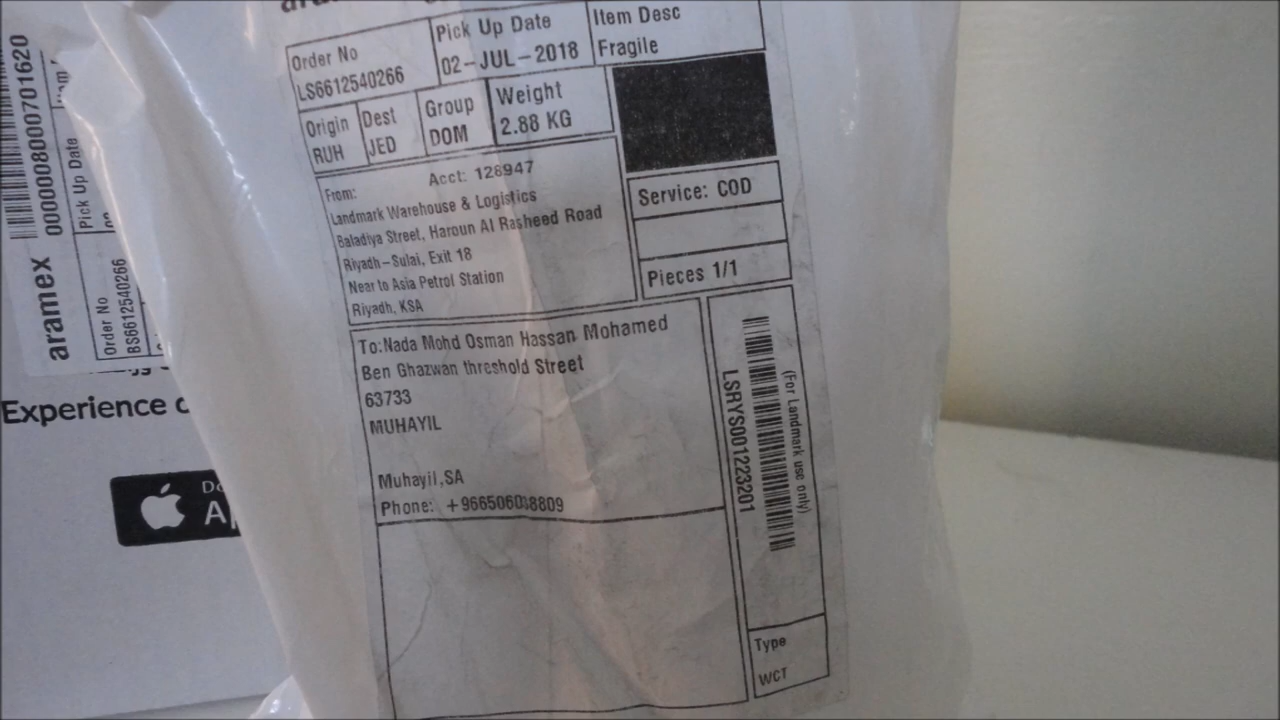 Order No
LS6612540266
Pick Up Date
02-JUL-2018
Item Desc
Fragile
Origin
RUH
Dest
JED
Group
DOM
Weight
2.88 KG
From:
Acct: 128947
Landmark Warehouse & Logistics
Baladiya Street, Haroun Al Rasheed Road
Riyadh-Sulai, Exit 18
Near to Asia Petrol Station
Riyadh, KSA
Service: COD
Pieces 1/1
To:Nada Mohd Osman Hassan Mohamed
Ben Ghazwan threshold Street
63733
MUHAYIL
Muhayil,SA
Phone:
LSRYS001223201
(For Landmark use only)
Type
WCT
aramex
00000080007701620
Pick Up Date
Order No
BS6612540266
Experience